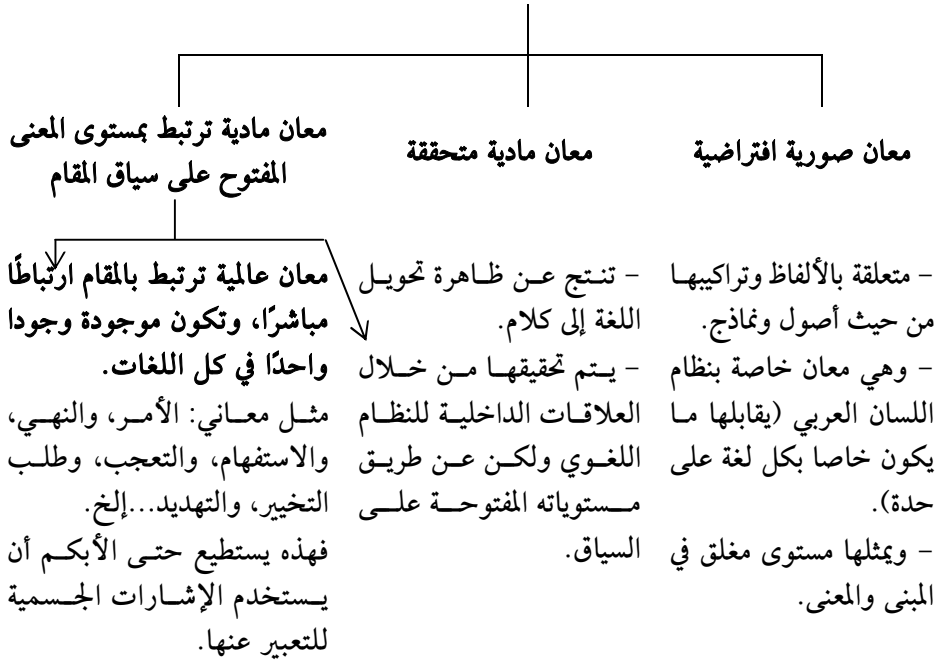 معان صورية افتراضية
معان مادية متحققة
معان مادية ترتبط بمستوى المعنى
المفتوح على سياق المقام
– متعلقة بالألفاظ وتراكيبها
من حيث أصول ونماذج.
– وهي معان خاصة بنظام
اللسان العربي (يقابلها ما
يكون خاصا بكل لغة على
حدة).
– ويمثلها مستوى مغلق في
المبنى والمعنى.
– تنتج عن ظاهرة تحويل
اللغة إلى كلام.
– يتم تحقيقها من خلال
العلاقات الداخلية للنظام
اللغوي ولكن عن طريق
مستوياته المفتوحة على
السياق.
معان عالمية ترتبط بالمقام ارتباطًا
مباشرًا، وتكون موجودة وجودا
واحدًا في كل اللغات.
مثل معاني: الأمر، والنهي،
والاستفهام، والتعجب، وطلب
التخيير، والتهديد...إلخ.
فهذه يستطيع حتى الأبكم أن
يستخدم الإشارات الجسمية
للتعبير عنها.